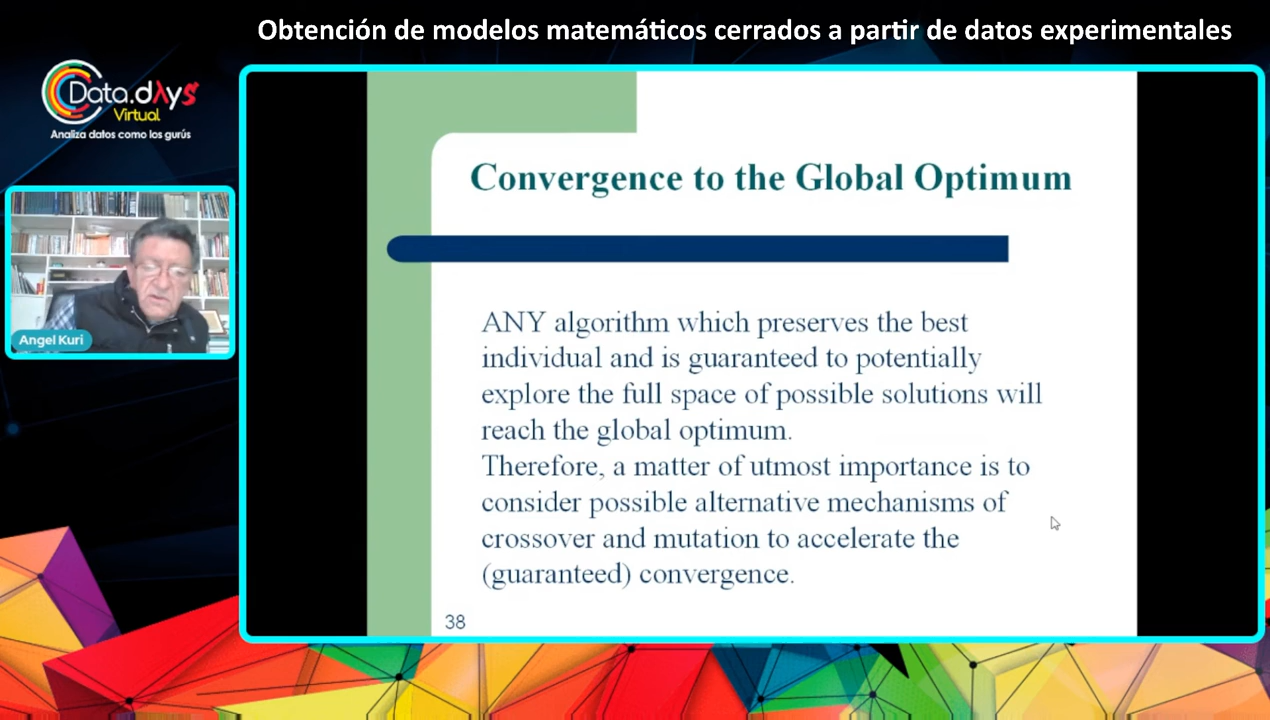 Obtención de modelos matemáticos cerrados a partir de datos experimentales
Data.dAys
Virtual
Analiza datos como los gurús
Angel Kuri
Convergence to the Global Optimum
ANY algorithm which preserves the best
individual and is guaranteed to potentially
explore the full space of possible solutions will
reach the global optimum.
Therefore, a matter of utmost importance is to
consider possible alternative mechanisms of
crossover and mutation to accelerate the
(guaranteed) convergence.
38